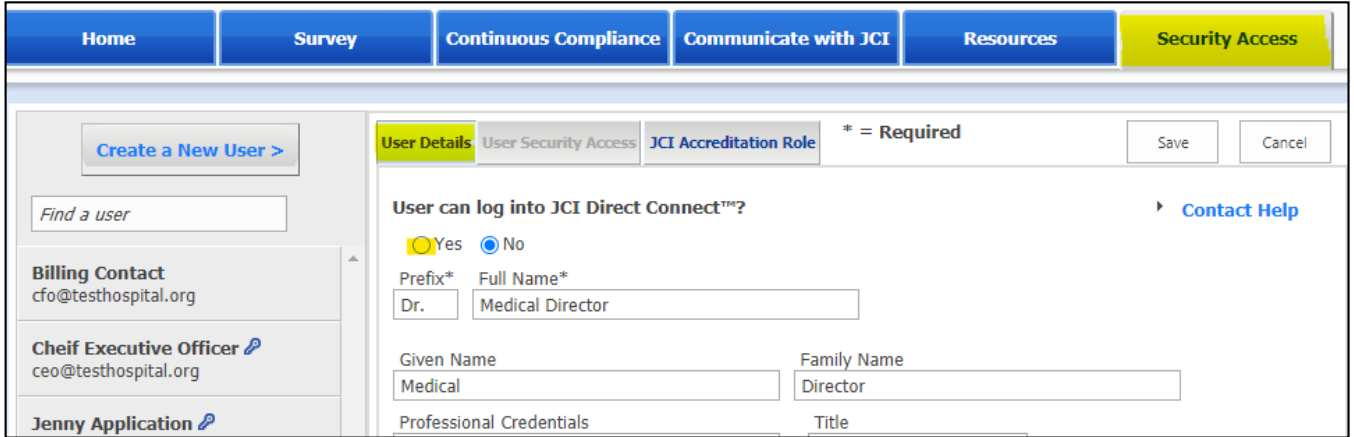 Home Survey Continuous Compliance Communicate with JCI Resources Security Access
Create a New User >
Find a user
Billing Contact
cfo@testhospital.org
Cheif Executive Officer
ceo@testhospital.org
Jenny Application
User Details User Security Access JCI Accreditation Role * = Required Save Cancel
User can log into JCI Direct Connect™? Contact Help
Yes No
Prefix* Full Name*
Dr. Medical Director
Given Name Family Name
Medical Director
Professional Credentials Title